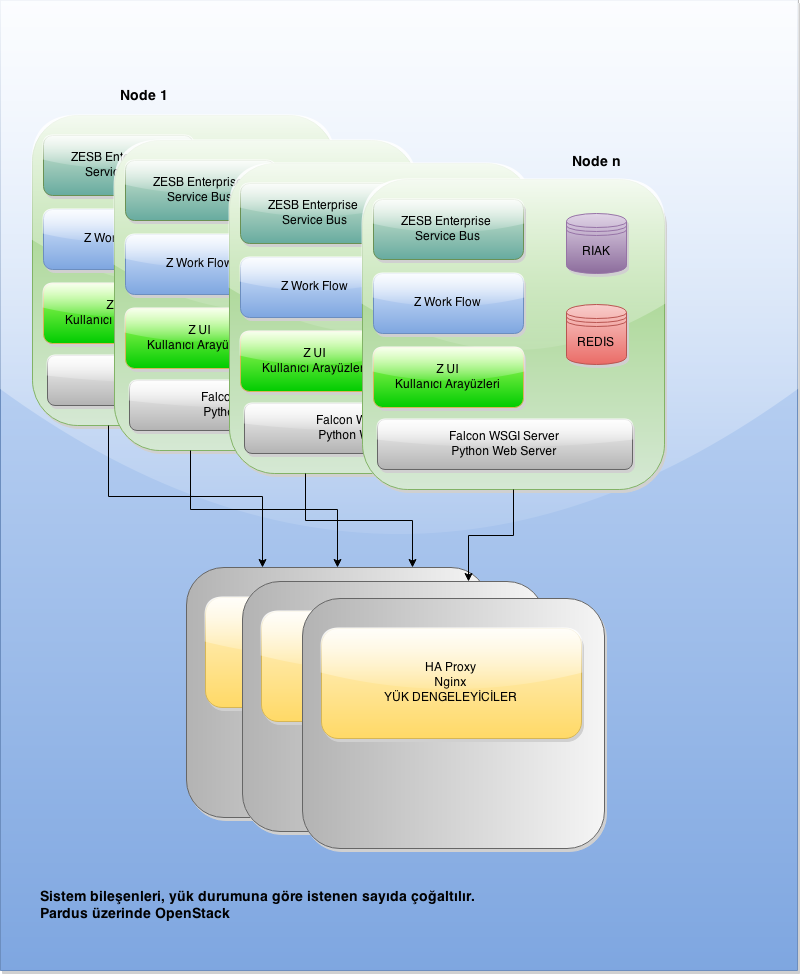 Node 1
Node n
ZESB Ent
Servic
Z Wor
Z
Kullanıcı
ZESB Enterpris
Service Bus
Z Work Flow
Z UI
Kullanıcı Arayü
Falco
Pytho
ZESB Enterprise
Service Bus
Z Work Flow
Z UI
Kullanıcı Arayüzler
Falcon W
Python
ZESB Enterprise
Service Bus
Z Work Flow
Z UI
Kullanıcı Arayüzleri
Falcon WSGI Server
Python Web Server
RIAK
REDIS
HA Proxy
Nginx
YÜK DENGELEYİCİLER
Sistem bileşenleri, yük durumuna göre istenen sayıda çoğaltılır.
Pardus üzerinde OpenStack